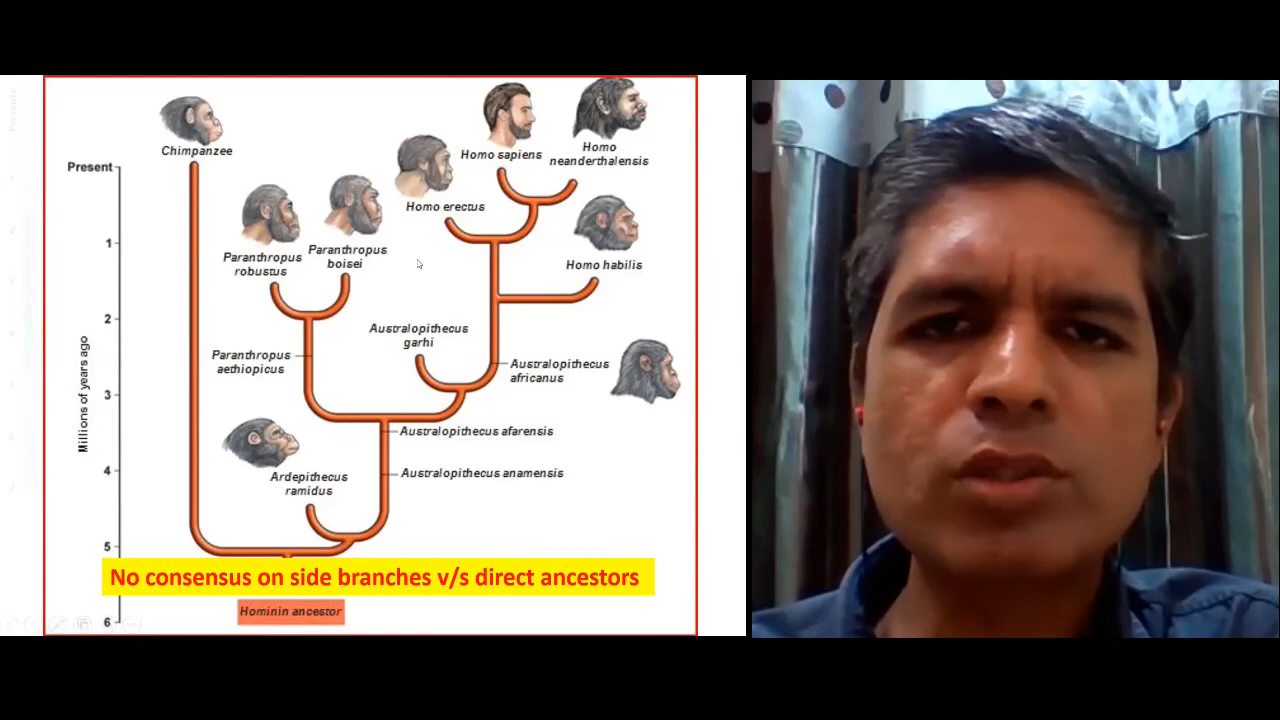 Chimpanzee
Homo sapiens
Homo
neanderthalensis
Present
Homo erectus
1
Paranthropus
robustus
Paranthropus
boisei
Homo habilis
2
Australopithecus
garhi
Paranthropus
aethiopicus
Australopithecus
africanus
3
Millions of years ago
Australopithecus afarensis
4
Australopithecus anamensis
Ardepithecus
ramidus
5
No consensus on side branches v/s direct ancestors
Hominin ancestor
6